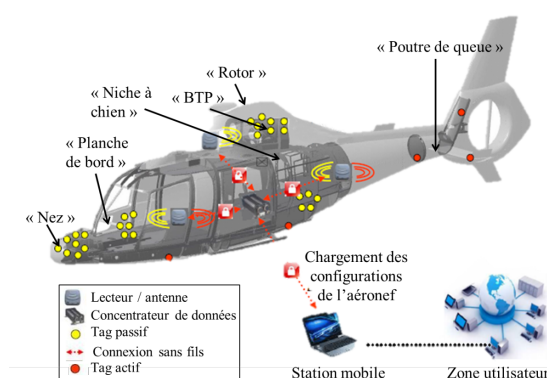 « Poutre de queue »
« Rotor »
« Niche à
chien »
« BTP »
« Planche
de bord »
« Nez »
Chargement des
configurations
de l’aéronef
Lecteur / antenne
Concentrateur de données
Tag passif
Connexion sans fils
Tag actif
Station mobile
Zone utilisateur